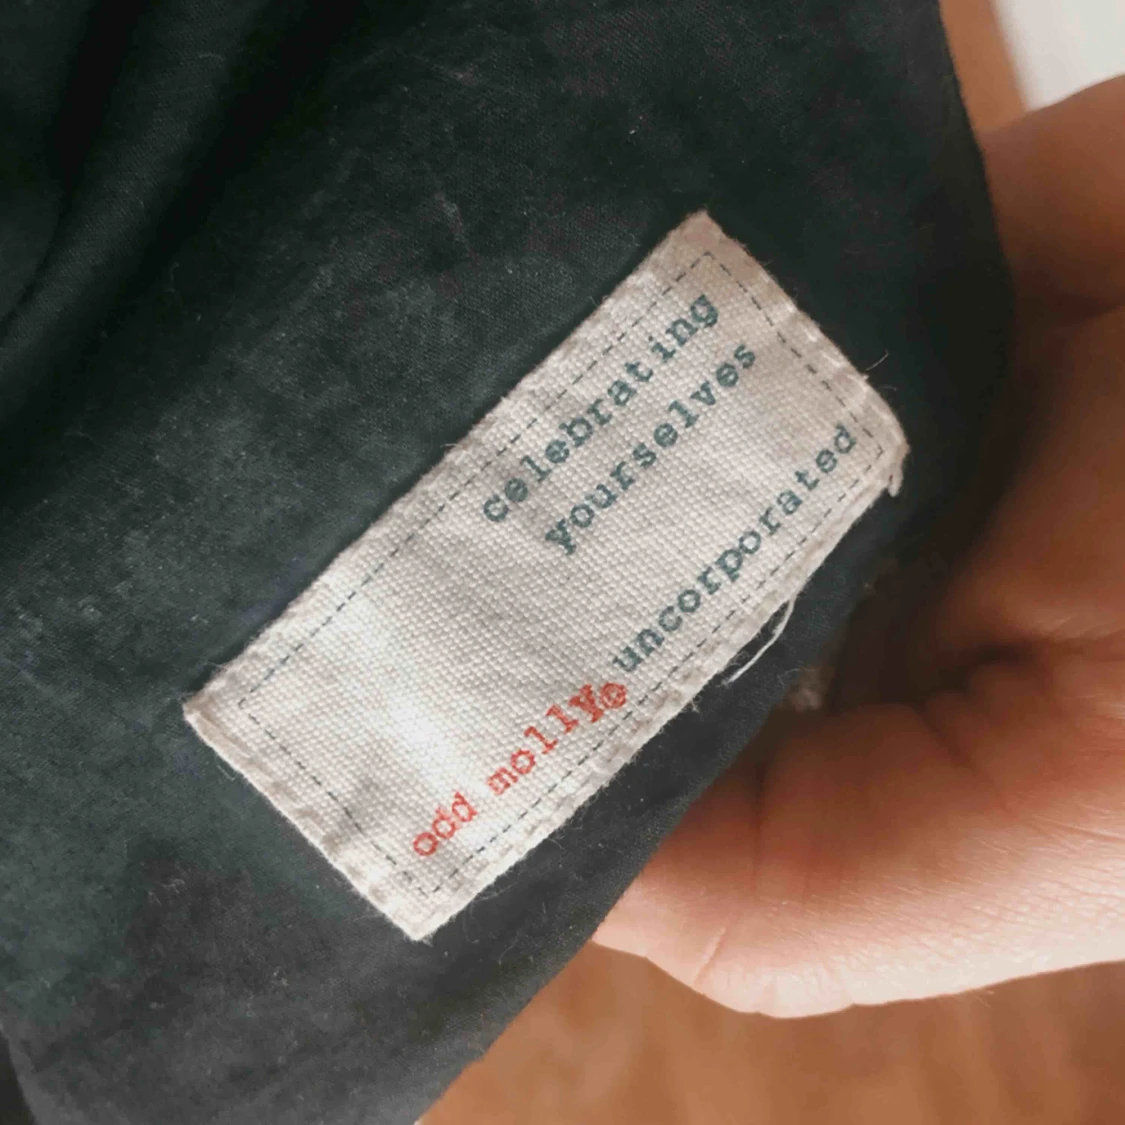 celebrating
yourselves
odd molly® uncorporated